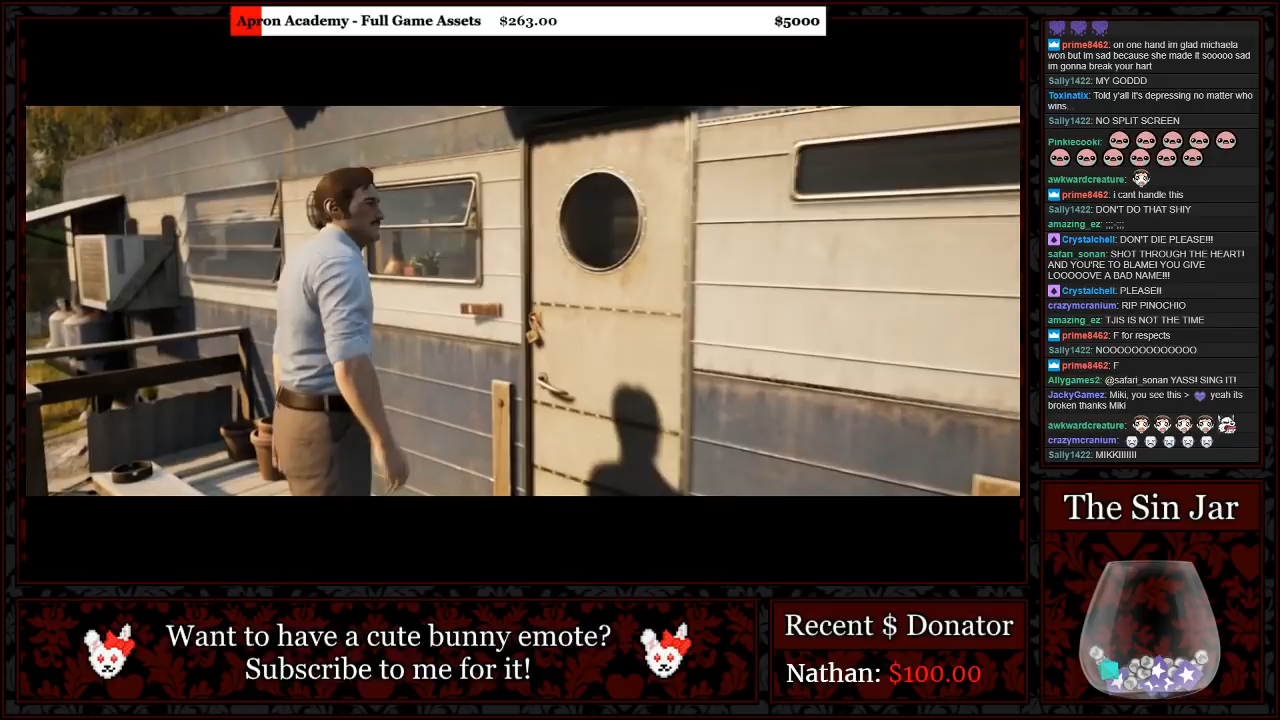 Apron Academy - Full Game Assets $263.00 $5000
prime8462: on one hand im glad michaela
won but im sad because she made it sooooo sad
im gonna break your hart
Sally1422: MY GODDD
Toxinatix: Told y'all it's depressing no matter who
wins..
Sally1422: NO SPLIT SCREEN
Pinkiecooki:
awkwardcreature:
prime8462: i cant handle this
Sally1422: DON'T DO THAT SHIY
amazing_ez: ;;;-;;;
Crystalchell: DON'T DIE PLEASE!!!
safari_sonan: SHOT THROUGH THE HEART!
AND YOU'RE TO BLAME! YOU GIVE
LOOOOOVE A BAD NAME!!!
Crystalchell: PLEASE!!
crazymcranium: RIP PINOCHIO
amazing_ez: TJIS IS NOT THE TIME
prime8462: F for respects
Sally1422: NOOOOOOOOOOOOO
prime8462: F
Allygames2: @safari_sonan YASS! SING IT!
JackyGamez: Miki, you see this > yeah its
broken thanks Miki
awkwardcreature:
crazymcranium:
Sally1422: MIKKIIIIIII
The Sin Jar
Want to have a cute bunny emote?
Subscribe to me for it!
Recent $ Donator
Nathan: $100.00